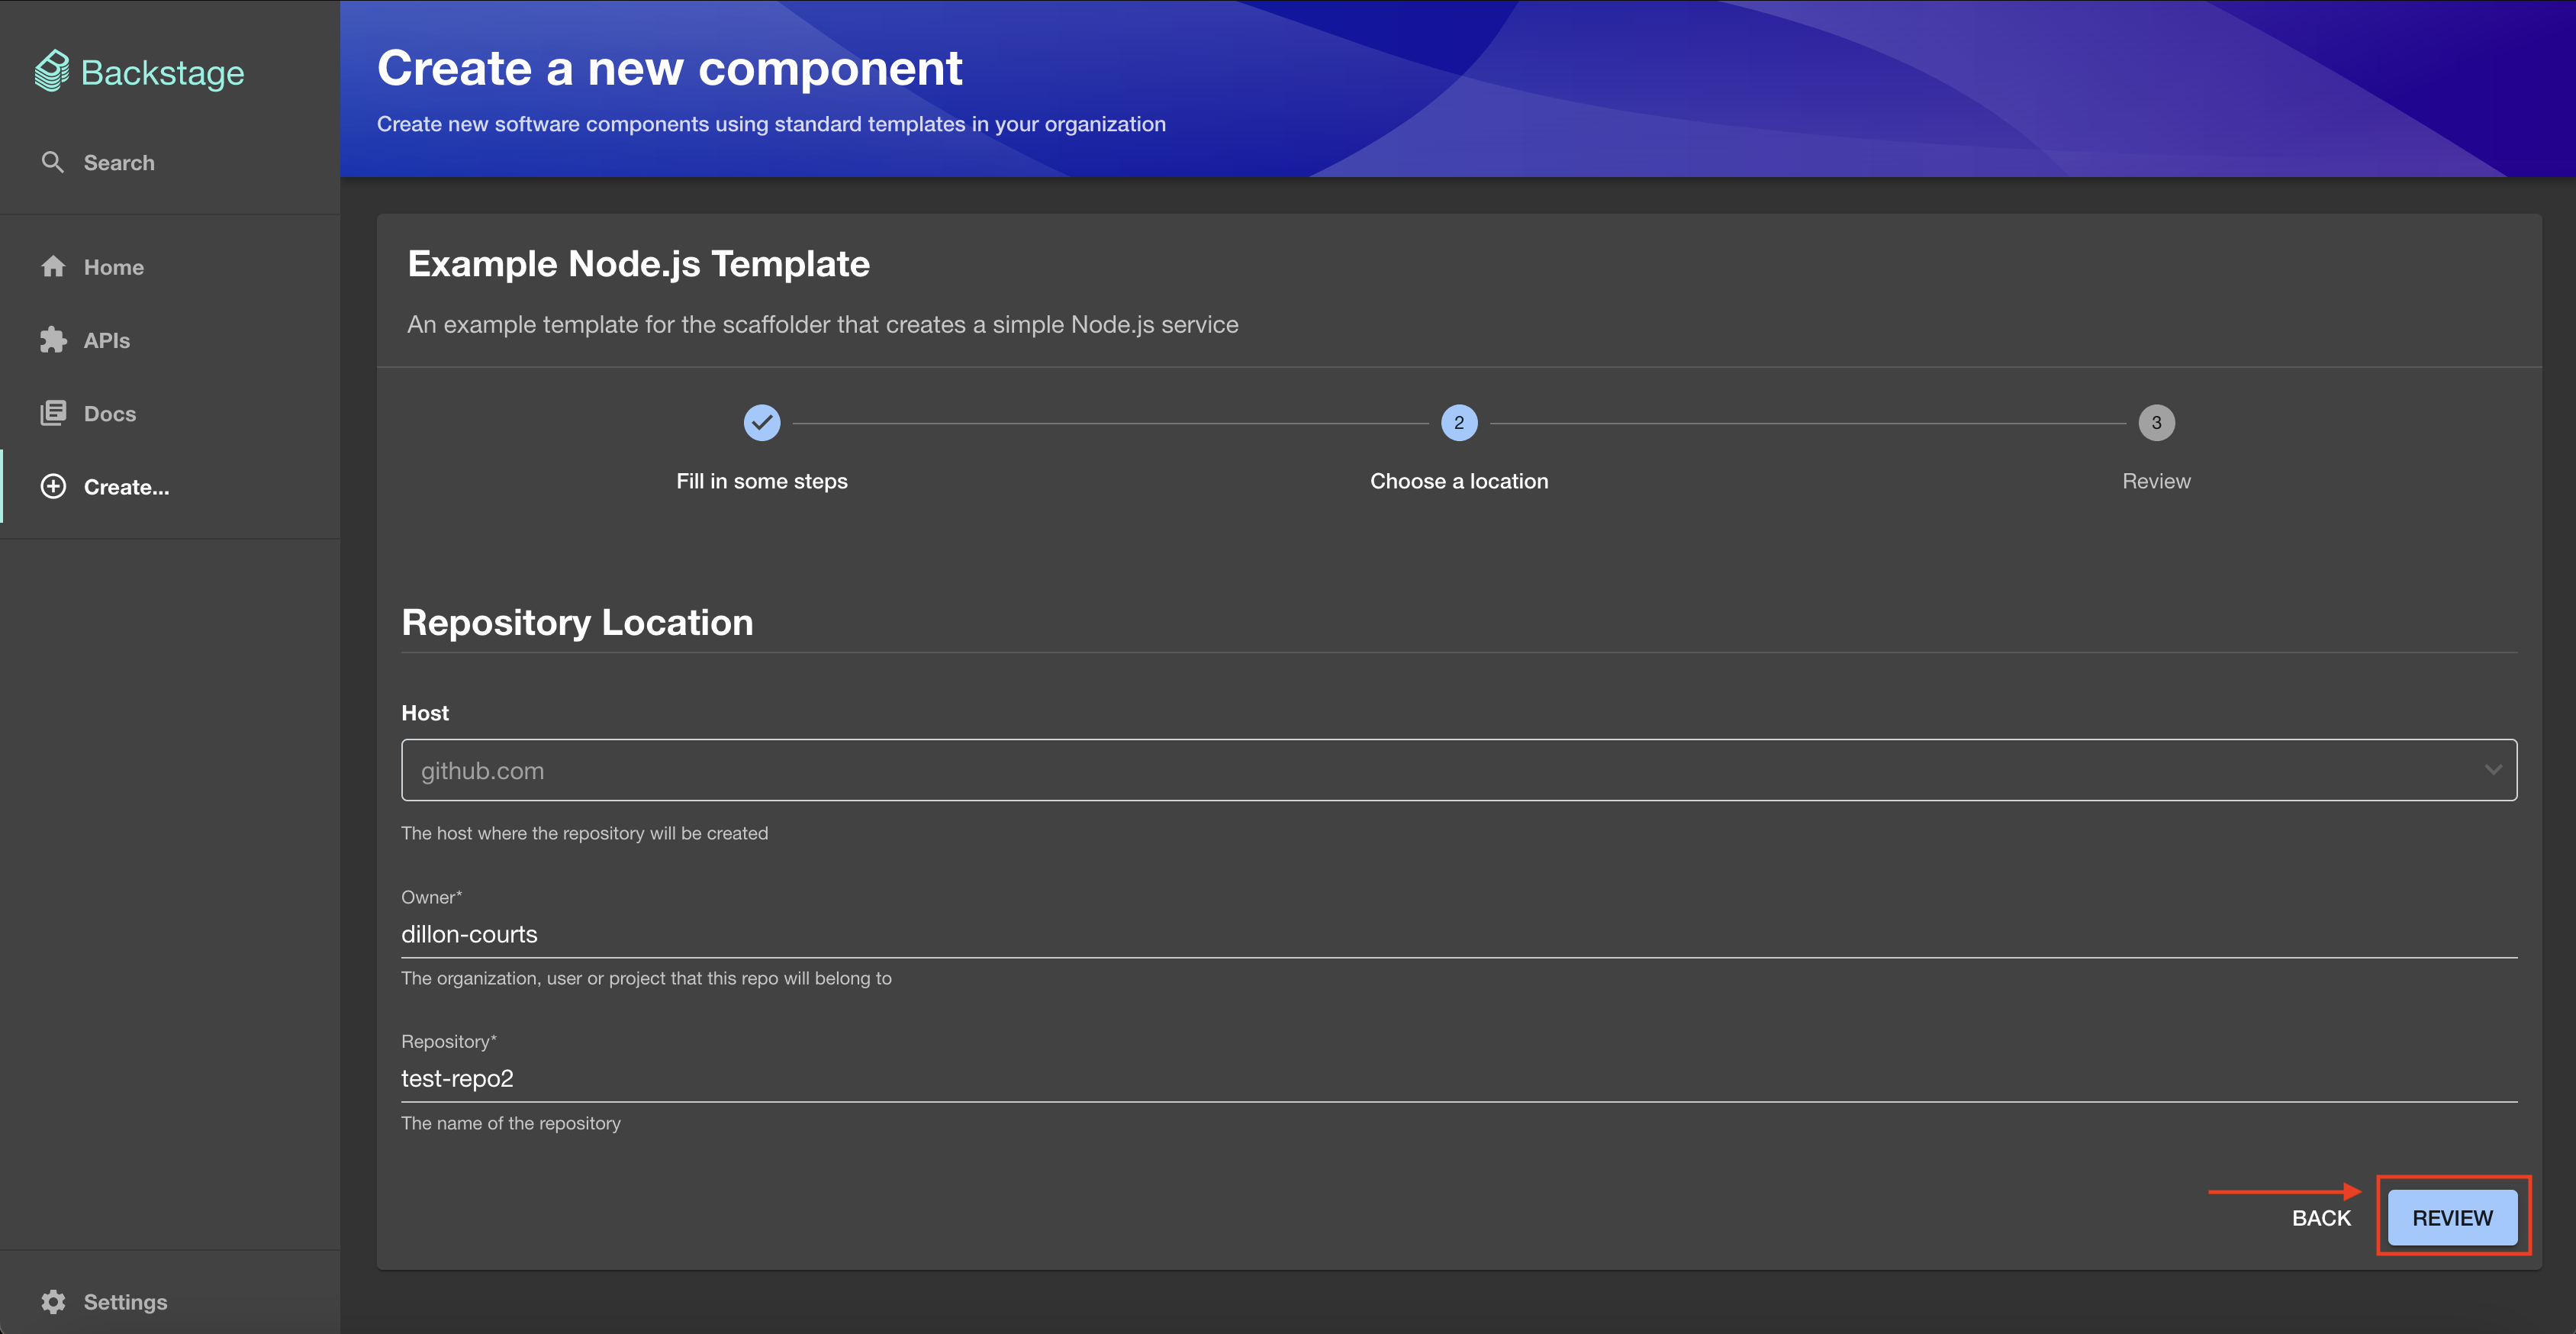 Backstage
Search
Home
APIs
Docs
Create...
Settings
Create a new component
Create new software components using standard templates in your organization
Example Node.js Template
An example template for the scaffolder that creates a simple Node.js service
2
3
Fill in some steps
Choose a location
Review
Repository Location
Host
github.com
The host where the repository will be created
Owner*
dillon-courts
The organization, user or project that this repo will belong to
Repository*
test-repo2
The name of the repository
BACK
REVIEW